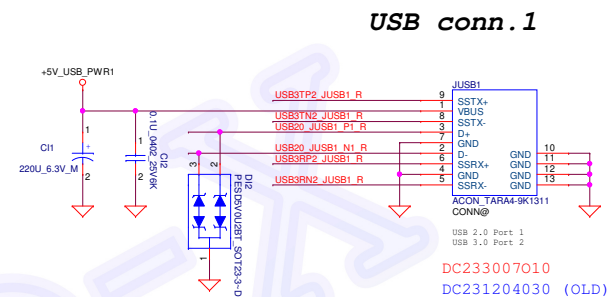 USB conn.1
+5V_USB_PWR1
JUSB1
USB3TP2_JUSB1_R
9
SSTX+
1
VBUS
USB3TN2_JUSB1_R
8
SSTX-
USB20_JUSB1_P1_R
3
D+
7
GND
USB20_JUSB1_N1_R
2
D-
GND
10
USB3RP2_JUSB1_R
6
SSRX+
GND
11
4
GND
GND
12
USB3RN2_JUSB1_R
5
SSRX-
GND
13
ACON_TARA4-9K1311
CONN@
1
+
CI1
220U_6.3V_M
2
1
2
0.1U_0402_25V6K
CI2
3
2
1
DI2
PESD5V0U2BT_SOT23-3~D
USB 2.0 Port 1
USB 3.0 Port 2
DC233007O10
DC231204030 (OLD)